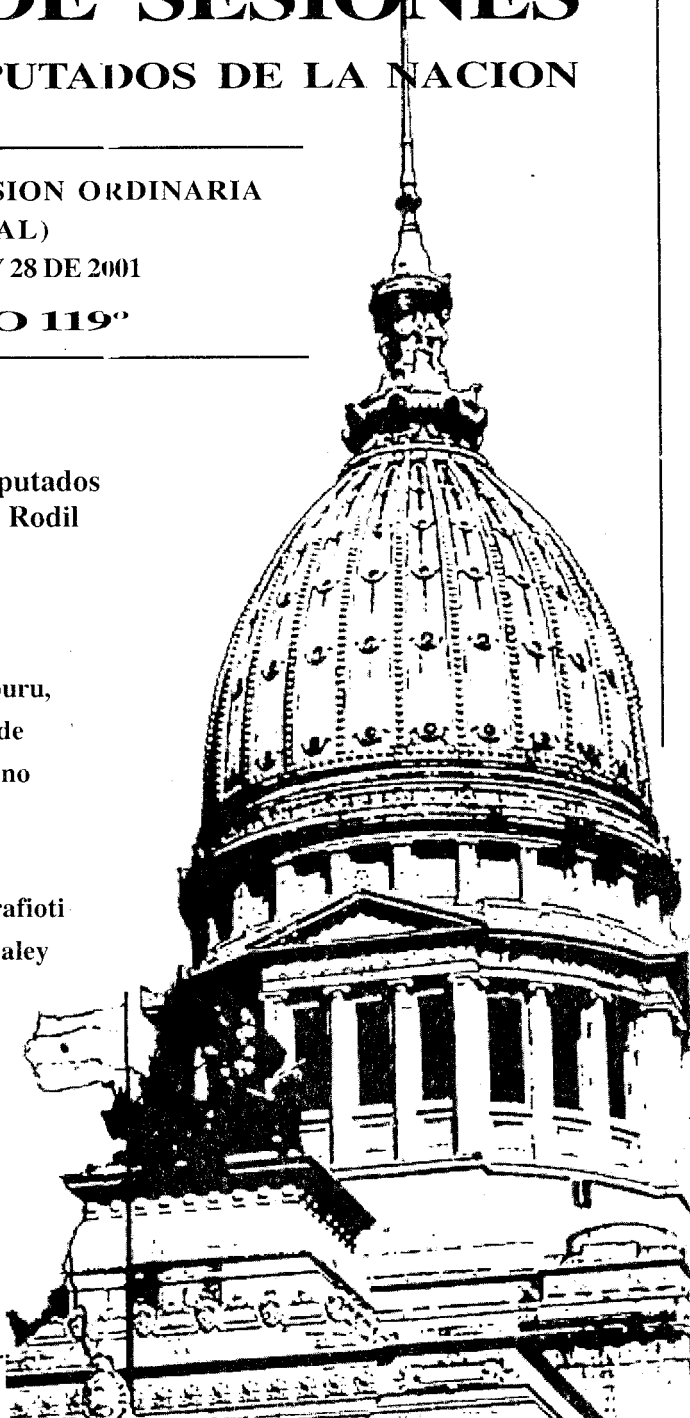 DE SESIONES
PUTADOS DE LA NACION
SION ORDINARIA
AL)
Y 28 DE 2001
O 119º
putados
Rodil
buru,
de
no
rafioti
aley